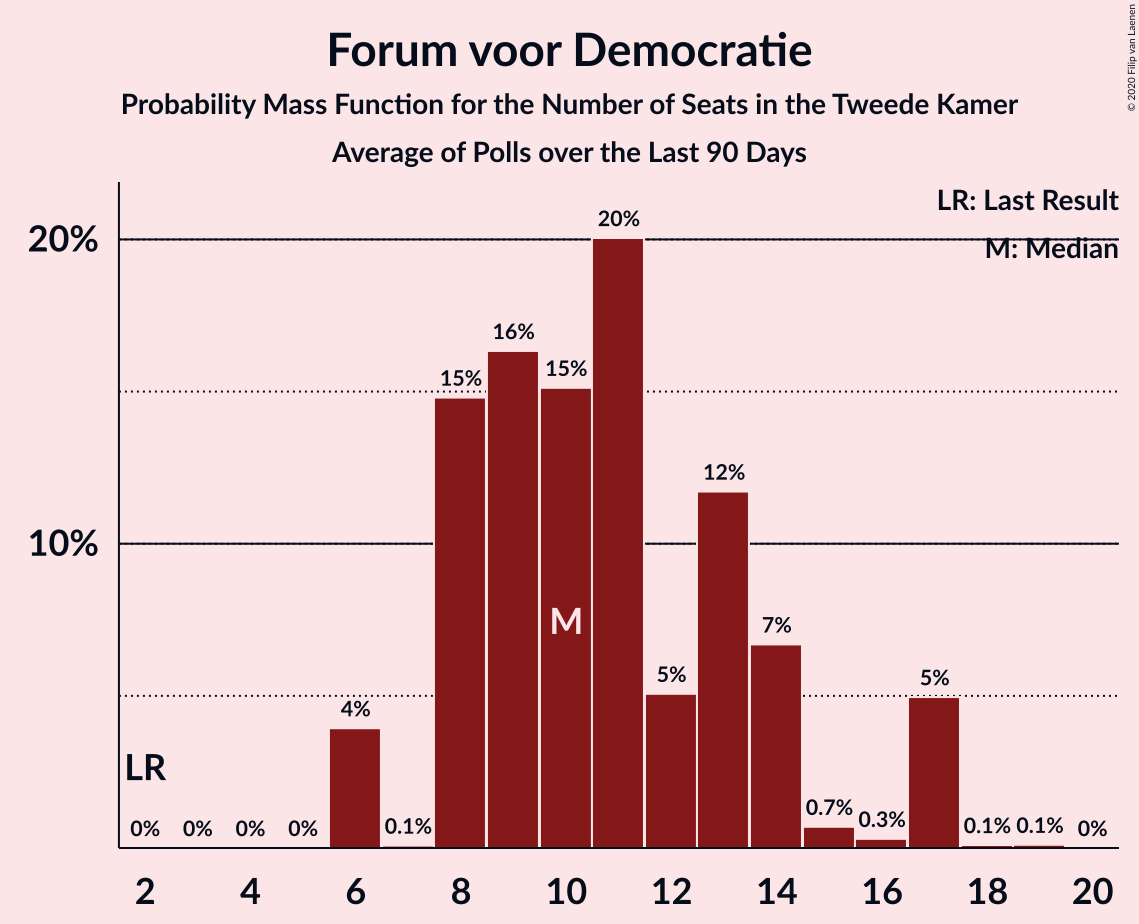 Forum voor Democratie
Probability Mass Function for the Number of Seats in the Tweede Kamer
Average of Polls over the Last 90 Days
© 2020 Filip van Laenen
LR: Last Result
M: Median
20%
10%
20%
16%
15%
15%
12%
7%
5%
5%
4%
M
LR
0%
0%
0%
0%
0.1%
0.7%
0.3%
0.1%
0.1%
0%
2 4 6 8 10 12 14 16 18 20